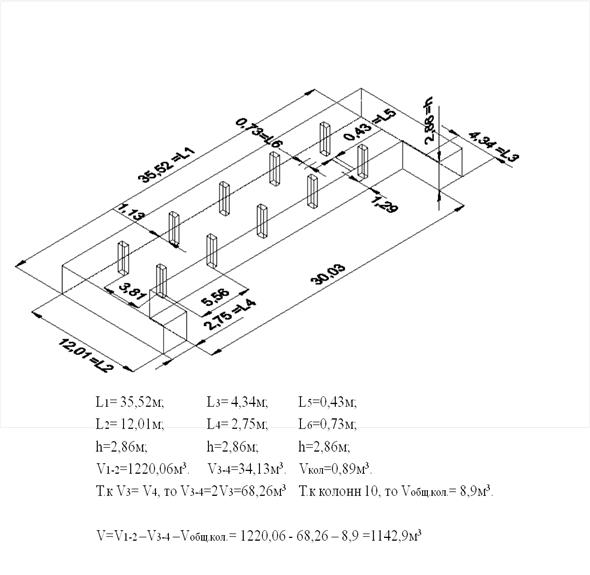 2,86 =h
0,73=L6
0,43 =L5
4,34 =L3
35,52 =L1
1,13
1,29
3,81
5,56
30,03
2,75 =L4
12,01=L2
L1= 35,52м; L3= 4,34м; L5=0,43м;
L2= 12,01м; L4= 2,75м; L6=0,73м;
h=2,86м; h=2,86м; h=2,86м;
V1-2=1220,06м³. V3-4=34,13м³. Vкол=0,89м³.
Т.к V3= V4, то V3-4=2V3=68,26м³ Т.к колонн 10, то Vобщ.кол.= 8,9м³.
V=V1-2–V3-4 –Vобщ.кол.= 1220,06 - 68,26 – 8,9 =1142,9м³